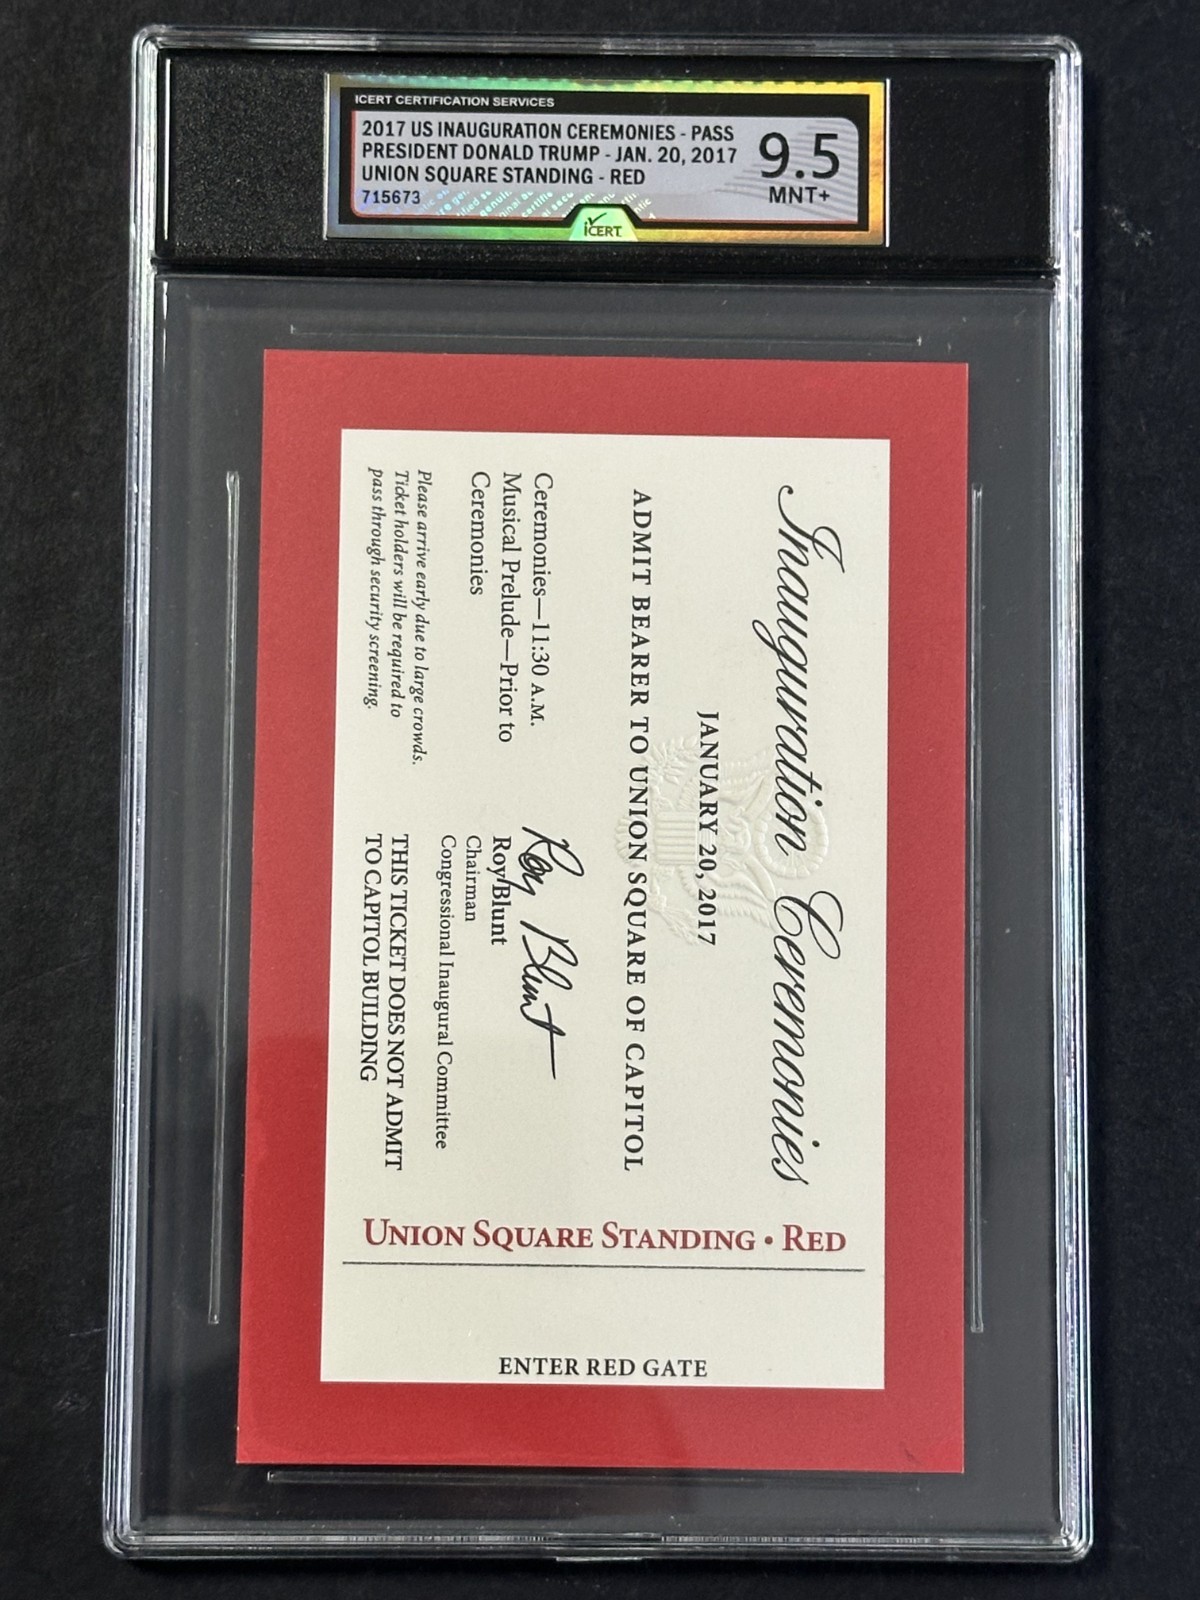 ICERT CERTIFICATION SERVICES
2017 US INAUGURATION CEREMONIES - PASS
PRESIDENT DONALD TRUMP - JAN. 20, 2017
UNION SQUARE STANDING - RED
715673
9.5
MNT+
iCERT
Inauguration Ceremonies
JANUARY 20, 2017
ADMIT BEARER TO UNION SQUARE OF CAPITOL
Ceremonies—11:30 A.M.
Musical Prelude—Prior to
Ceremonies
Please arrive early due to large crowds.
Ticket holders will be required to
pass through security screening.
Roy Blunt
Roy Blunt
Chairman
Congressional Inaugural Committee
THIS TICKET DOES NOT ADMIT
TO CAPITOL BUILDING
UNION SQUARE STANDING • RED
ENTER RED GATE